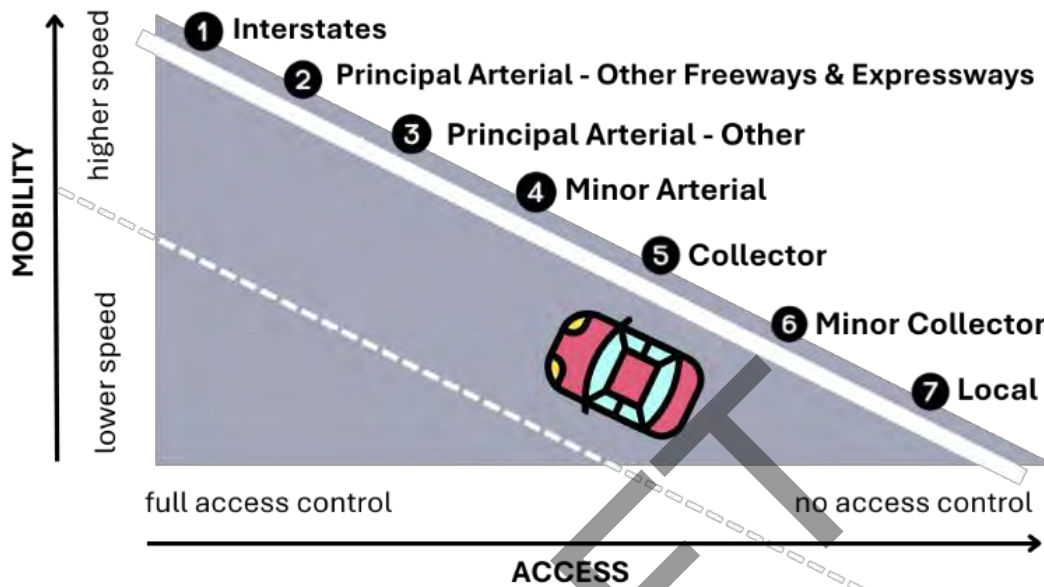 MOBILITY
higher speed
lower speed
1 Interstates
2 Principal Arterial - Other Freeways & Expressways
3 Principal Arterial - Other
4 Minor Arterial
5 Collector
6 Minor Collector
7 Local
full access control
no access control
ACCESS